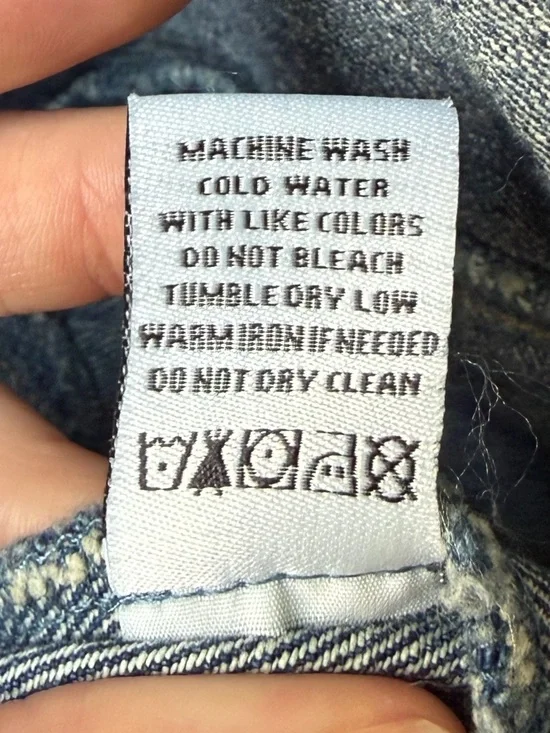 MACHINE WASH
COLD WATER
WITH LIKE COLORS
DO NOT BLEACH
TUMBLE DRY LOW
WARM IRON IF NEEDED
DO NOT DRY CLEAN